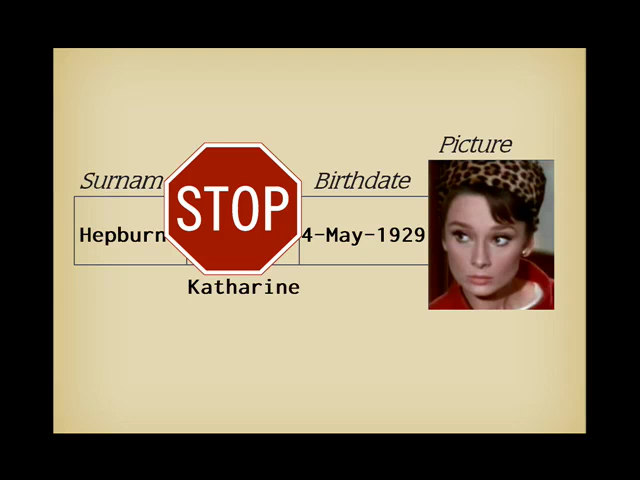 Picture
Surnam Birthdate
STOP
Hepburn 4-May-1929
Katharine